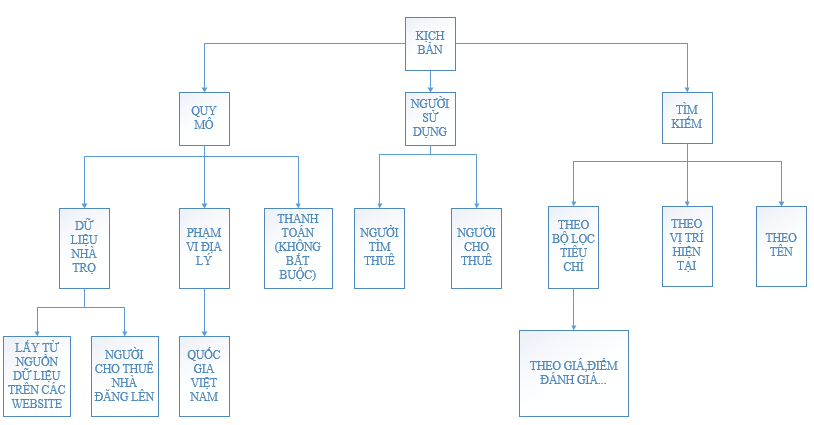 KỊCH
BẢN
QUY
MÔ
NGƯỜI
SỬ
DỤNG
TÌM
KIẾM
DỮ
LIỆU
NHÀ
TRỌ
PHẠM
VI ĐỊA
LÝ
THANH
TOÁN
(KHÔNG
BẮT
BUỘC)
NGƯỜI
TÌM
THUÊ
NGƯỜI
CHO
THUÊ
THEO
BỘ LỌC
TIÊU
CHÍ
THEO
VỊ TRÍ
HIỆN
TẠI
THEO
TÊN
LẤY TỪ
NGUỒN
DỮ LIỆU
TRÊN CÁC
WEBSITE
NGƯỜI
CHO THUÊ
NHÀ
ĐĂNG LÊN
QUỐC
GIA VIỆT
NAM
THEO GIÁ,ĐIỂM
ĐÁNH GIÁ...